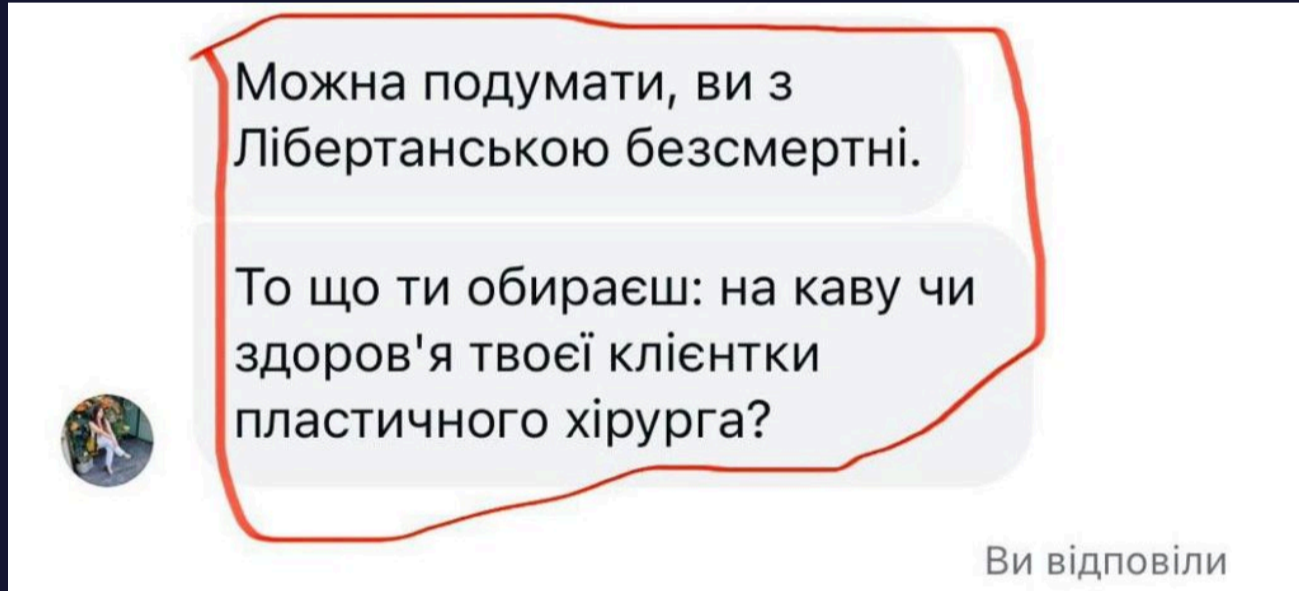 Можна подумати, ви з
Лібертанською безсмертні.
То що ти обираєш: на каву чи
здоров'я твоєї клієнтки
пластичного хірурга?
Ви відповіли